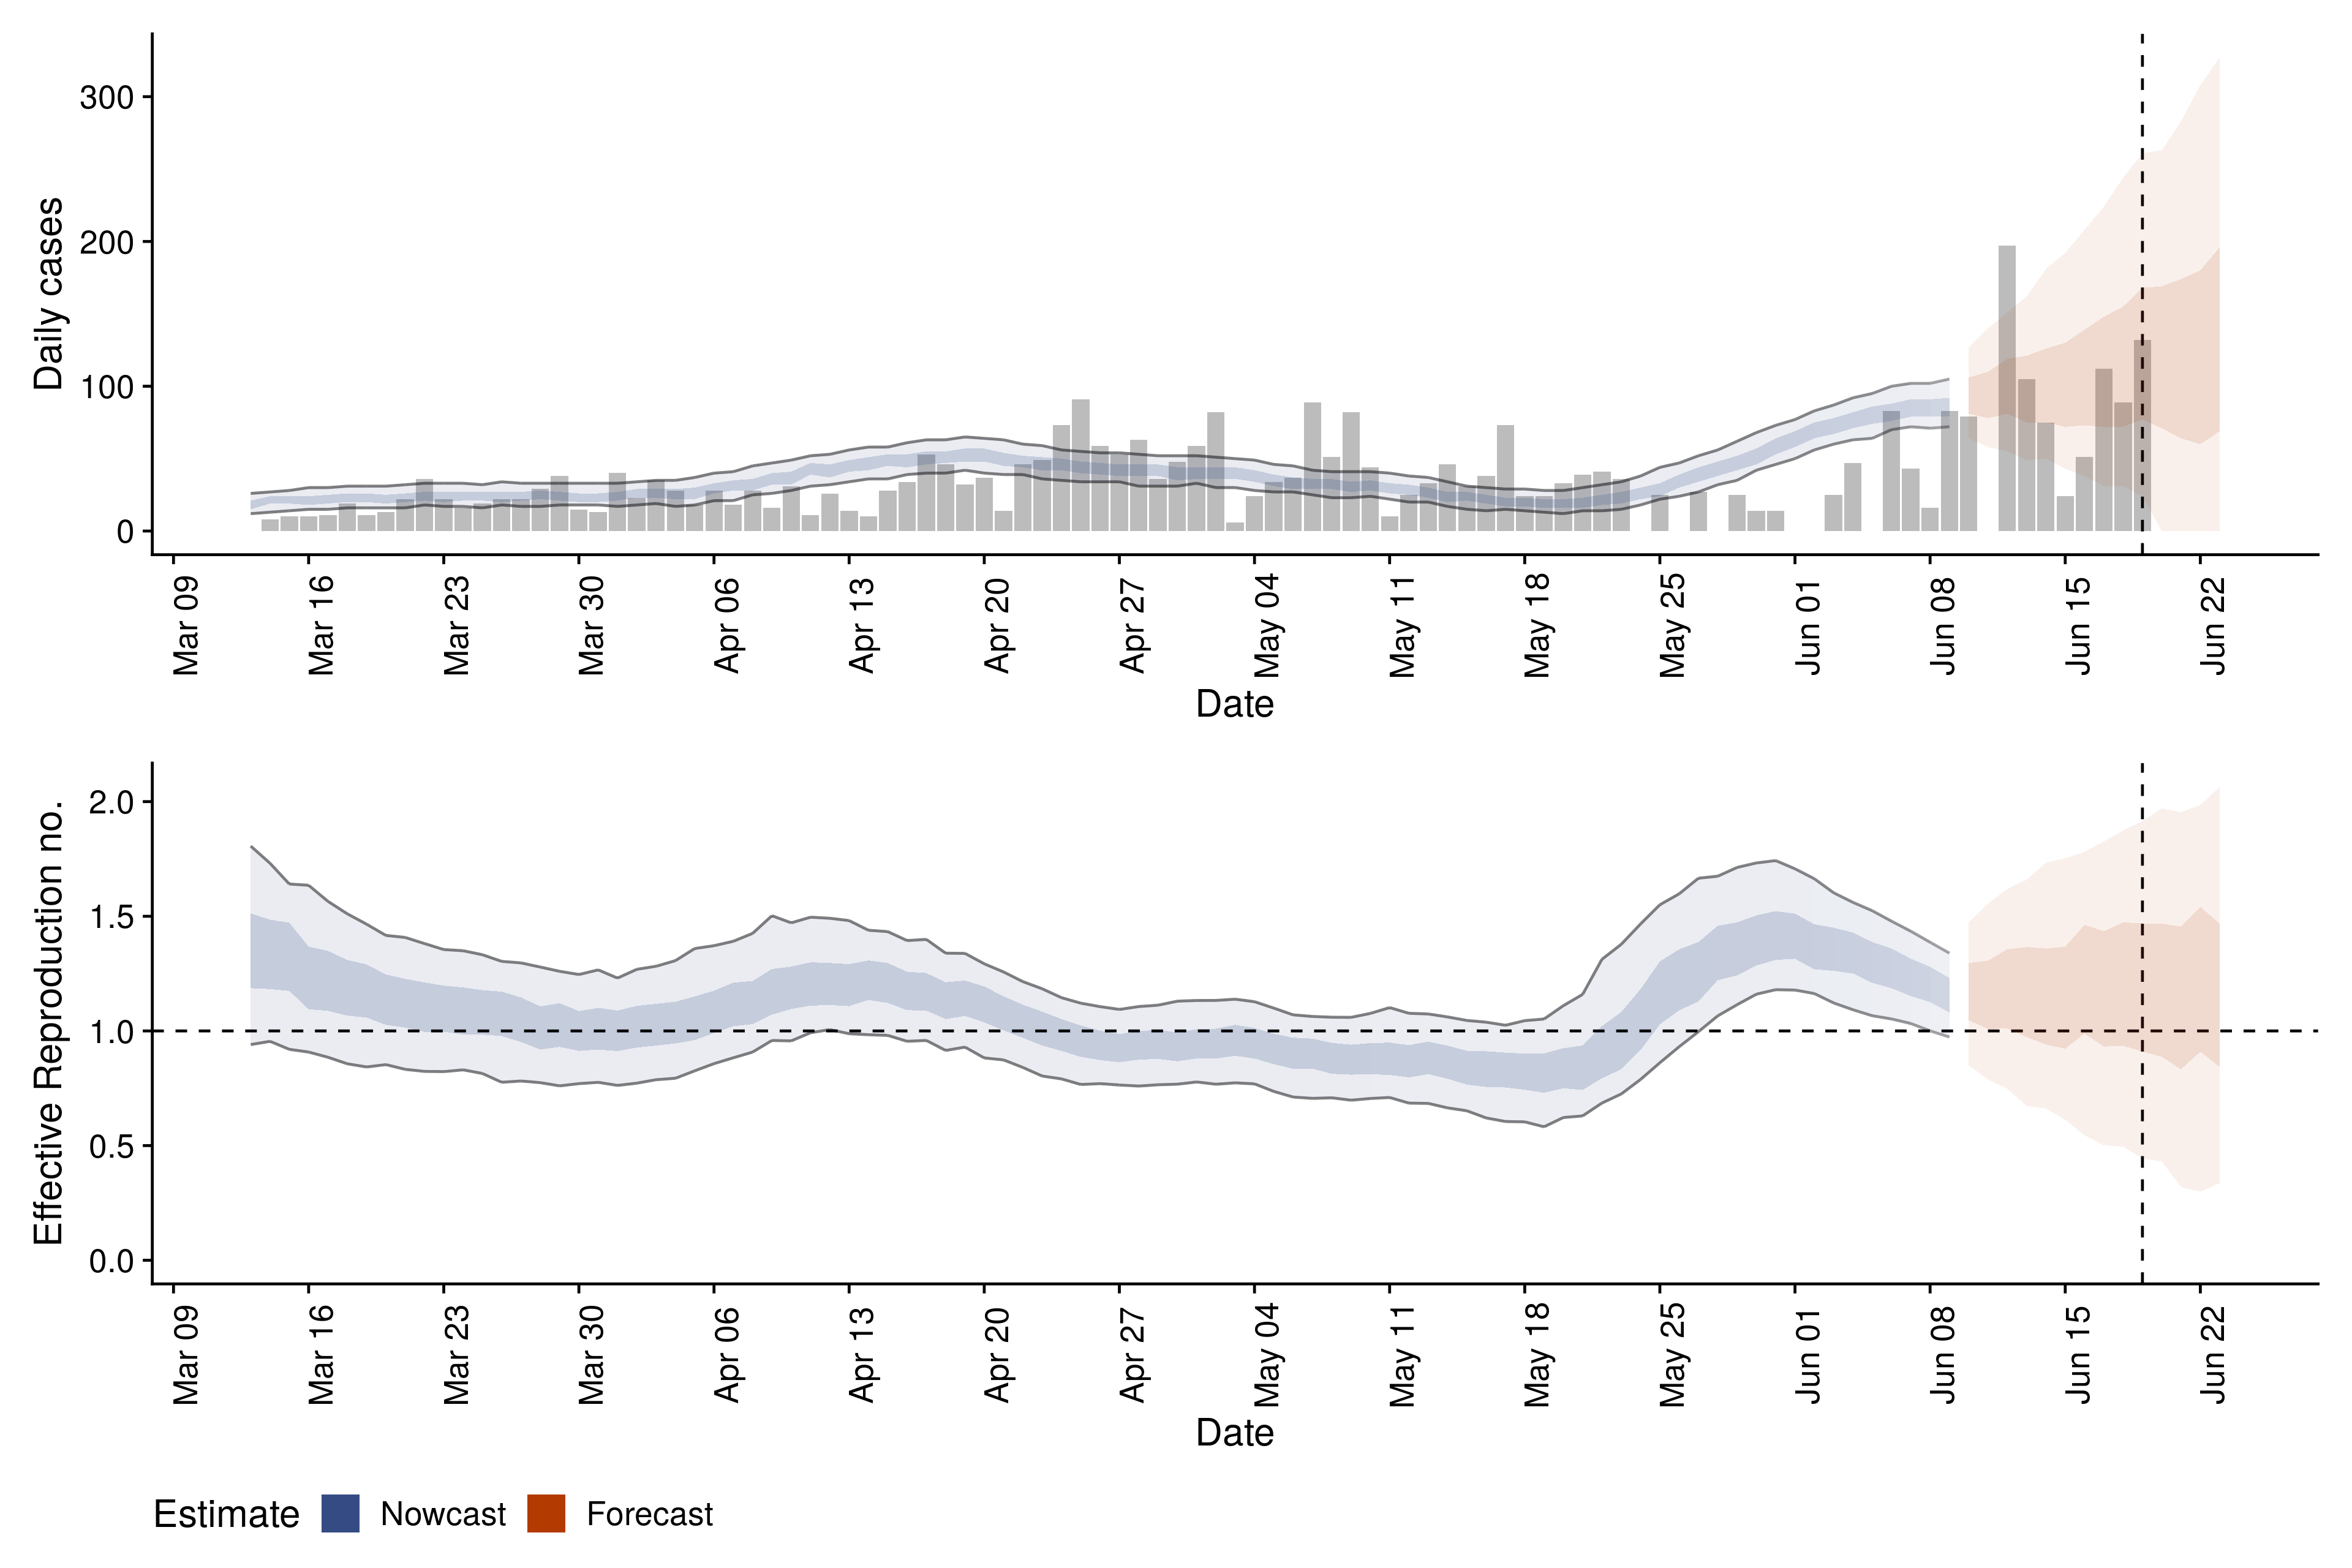 Daily cases
300
200
100
0
Mar 09
Mar 16
Mar 23
Mar 30
Apr 06
Apr 13
Apr 20
Apr 27
May 04
May 11
May 18
May 25
Jun 01
Jun 08
Jun 15
Jun 22
Date
Effective Reproduction no.
2.0
1.5
1.0
0.5
0.0
Mar 09
Mar 16
Mar 23
Mar 30
Apr 06
Apr 13
Apr 20
Apr 27
May 04
May 11
May 18
May 25
Jun 01
Jun 08
Jun 15
Jun 22
Date
Estimate Nowcast Forecast